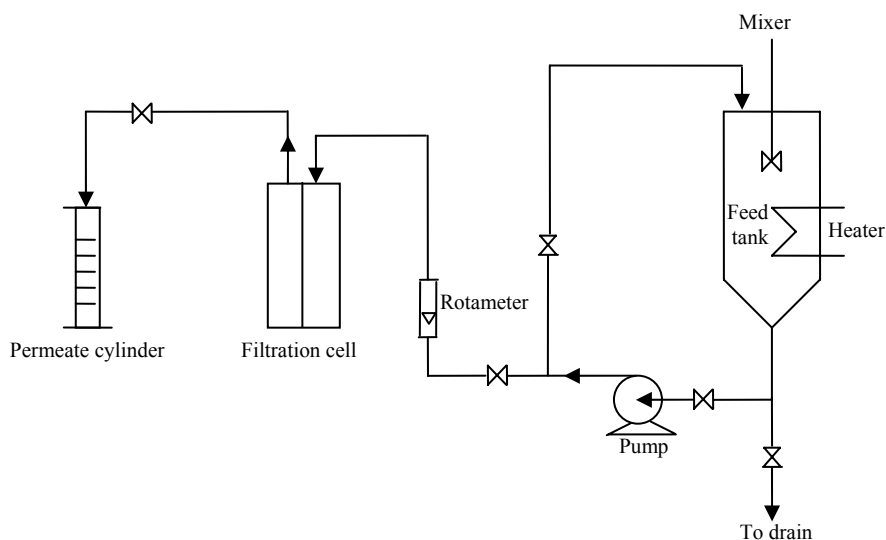 Mixer
Feed
tank
Heater
Rotameter
Permeate cylinder
Filtration cell
Pump
To drain